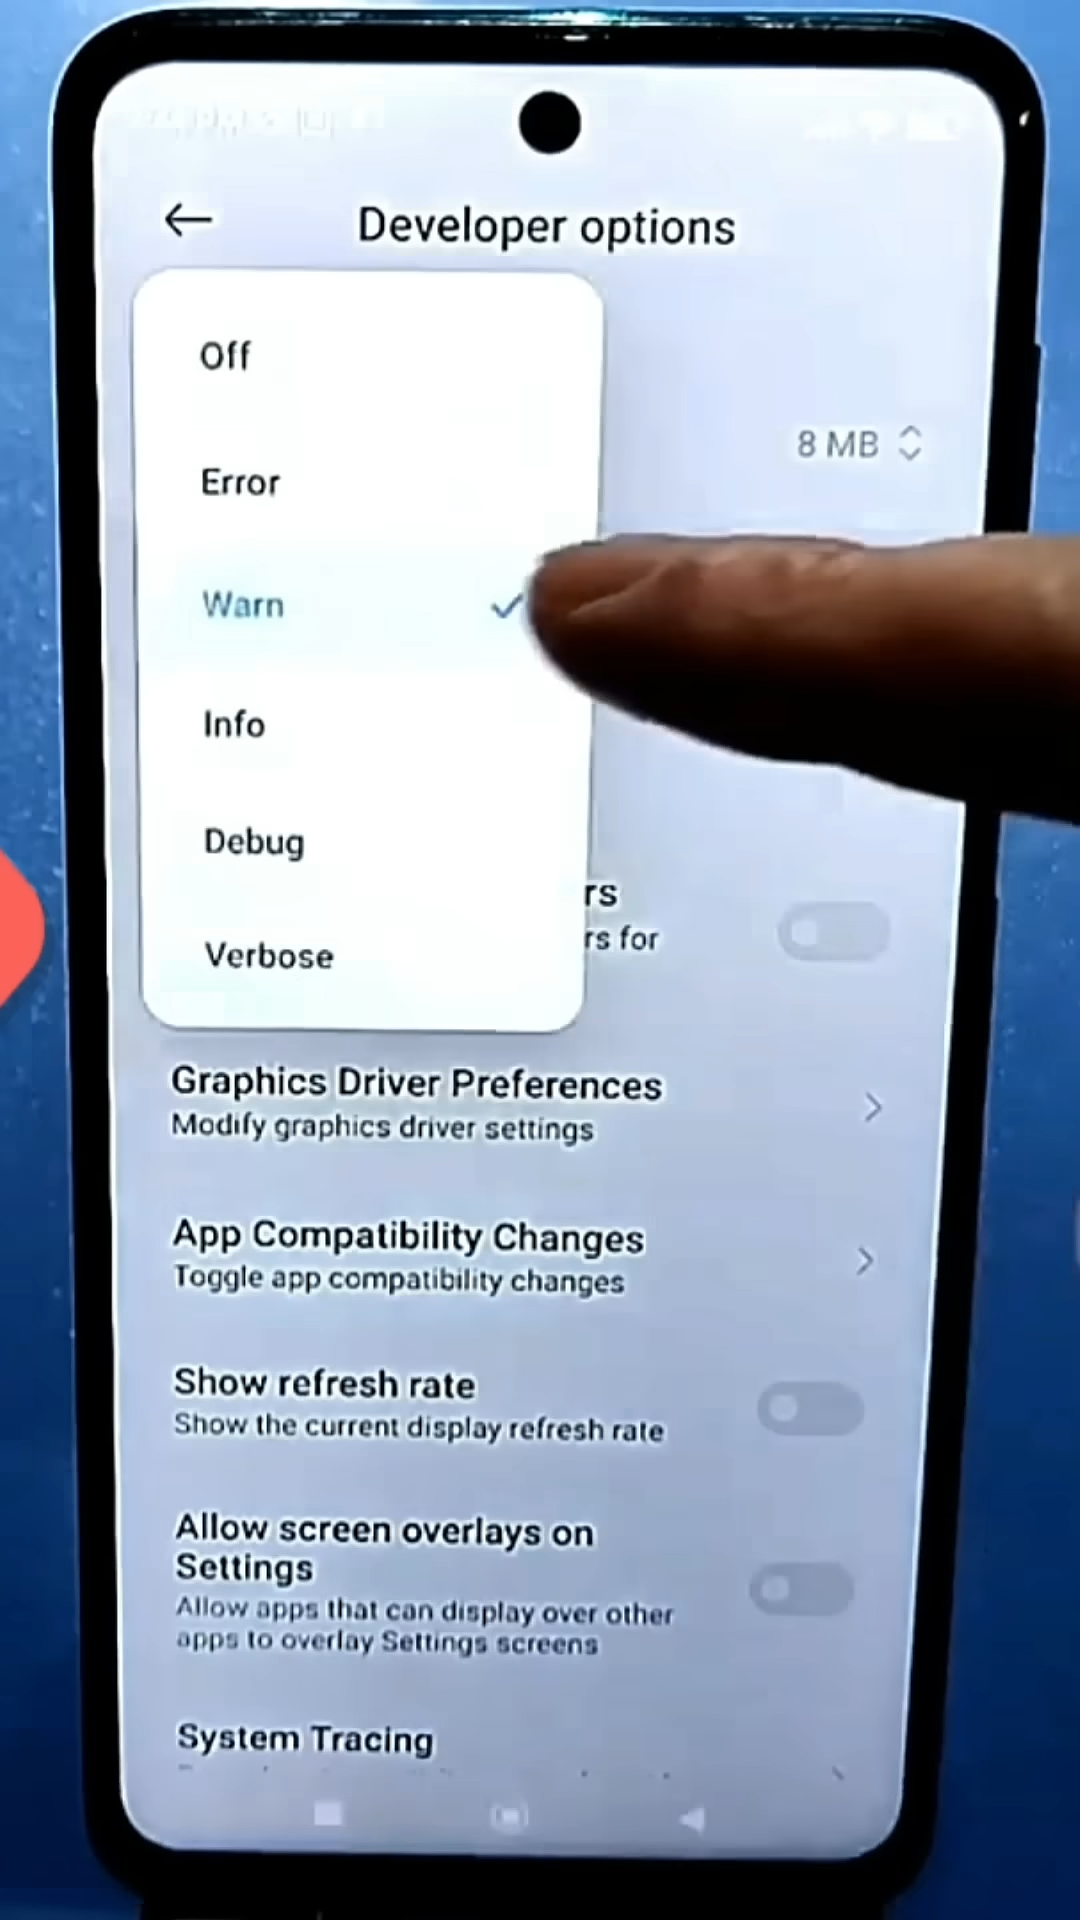 Developer options
Off
8 MB
Error
Warn
Info
Debug
rs
rs for
Verbose
Graphics Driver Preferences
Modify graphics driver settings
App Compatibility Changes
Toggle app compatibility changes
Show refresh rate
Show the current display refresh rate
Allow screen overlays on
Settings
Allow apps that can display over other
apps to overlay Settings screens
System Tracing